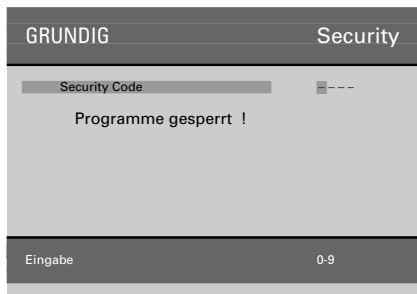 GRUNDIG Security
Security Code ----
Programme gesperrt !
Eingabe 0-9